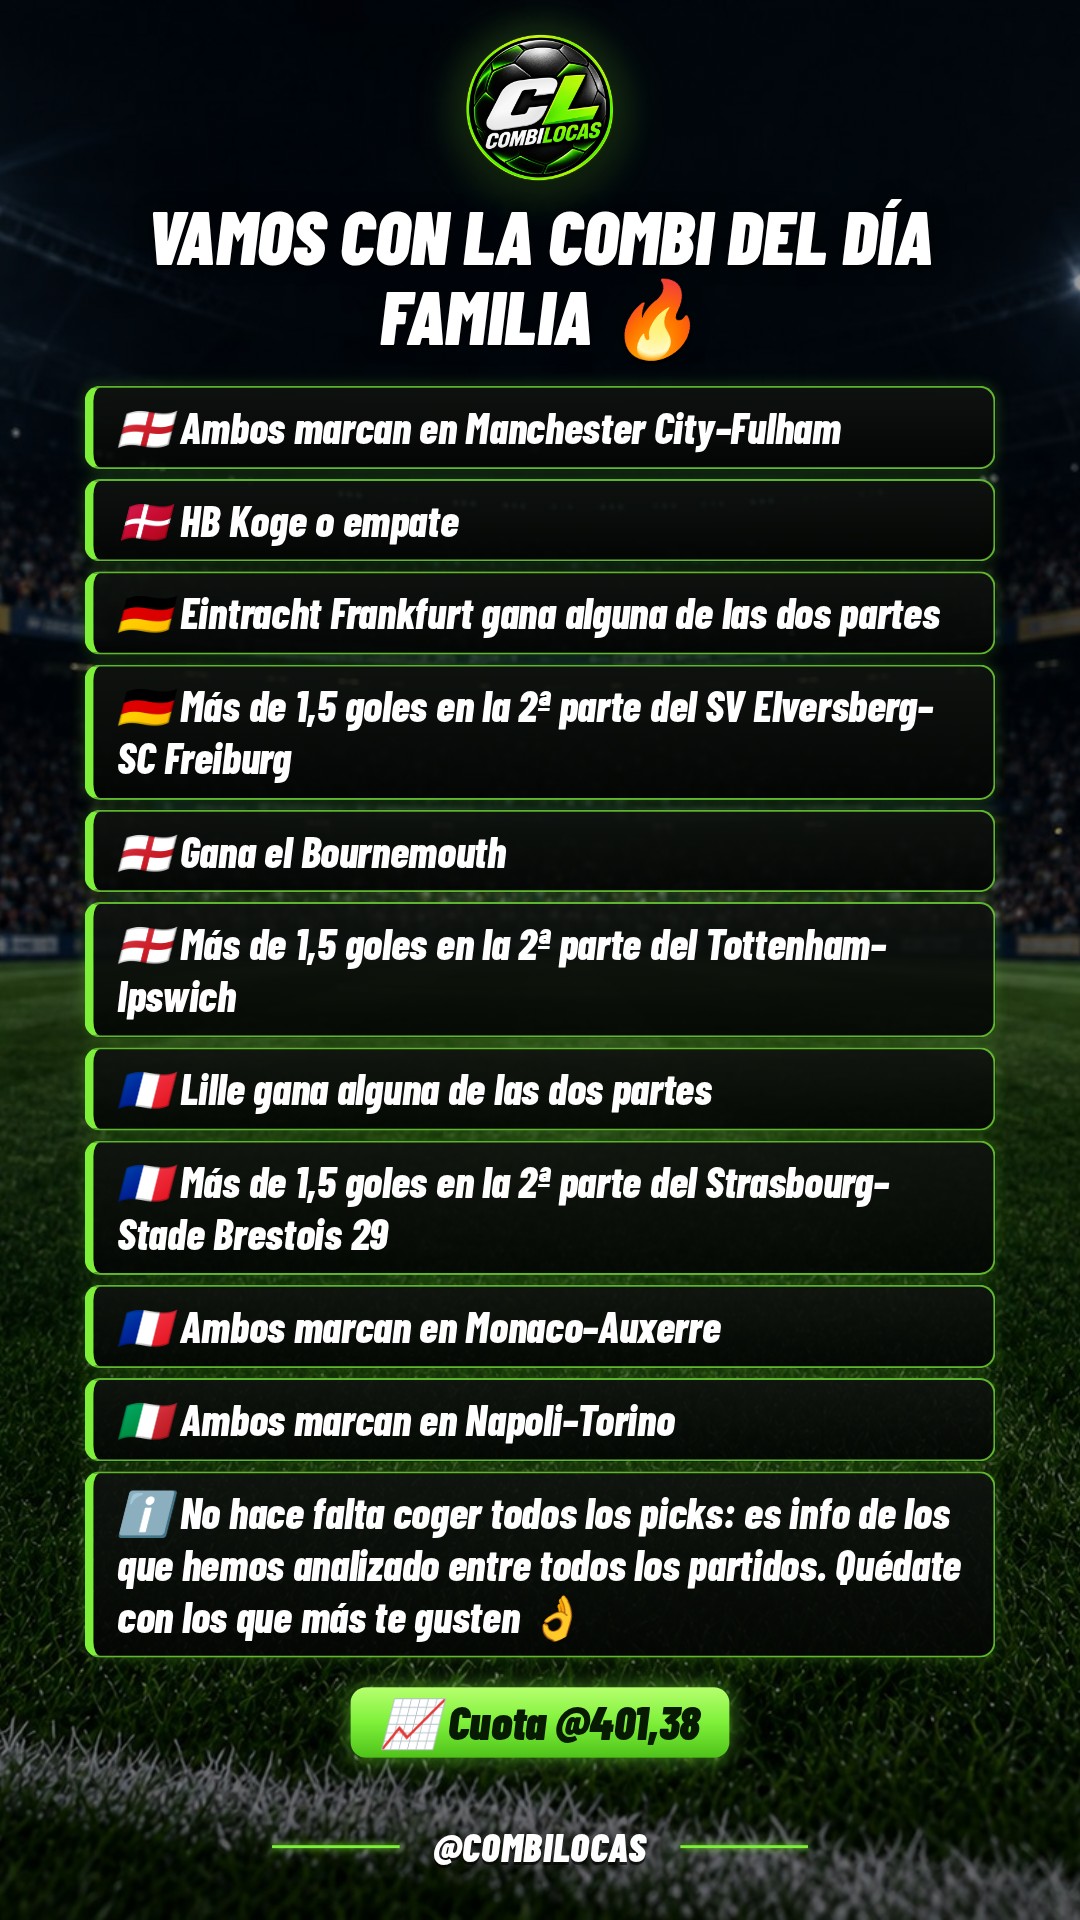 CL
COMBILOCAS
VAMOS CON LA COMBI DEL DÍA
FAMILIA 🔥
🏴󠁧󠁢󠁥󠁮󠁧󠁿 Ambos marcan en Manchester City-Fulham
🇩🇰 HB Koge o empate
🇩🇪 Eintracht Frankfurt gana alguna de las dos partes
🇩🇪 Más de 1,5 goles en la 2ª parte del SV Elversberg-
SC Freiburg
🏴󠁧󠁢󠁥󠁮󠁧󠁿 Gana el Bournemouth
🏴󠁧󠁢󠁥󠁮󠁧󠁿 Más de 1,5 goles en la 2ª parte del Tottenham-
Ipswich
🇫🇷 Lille gana alguna de las dos partes
🇫🇷 Más de 1,5 goles en la 2ª parte del Strasbourg-
Stade Brestois 29
🇫🇷 Ambos marcan en Monaco-Auxerre
🇮🇹 Ambos marcan en Napoli-Torino
ℹ️ No hace falta coger todos los picks: es info de los
que hemos analizado entre todos los partidos. Quédate
con los que más te gusten 👌
📈 Cuota @401,38
@COMBILOCAS